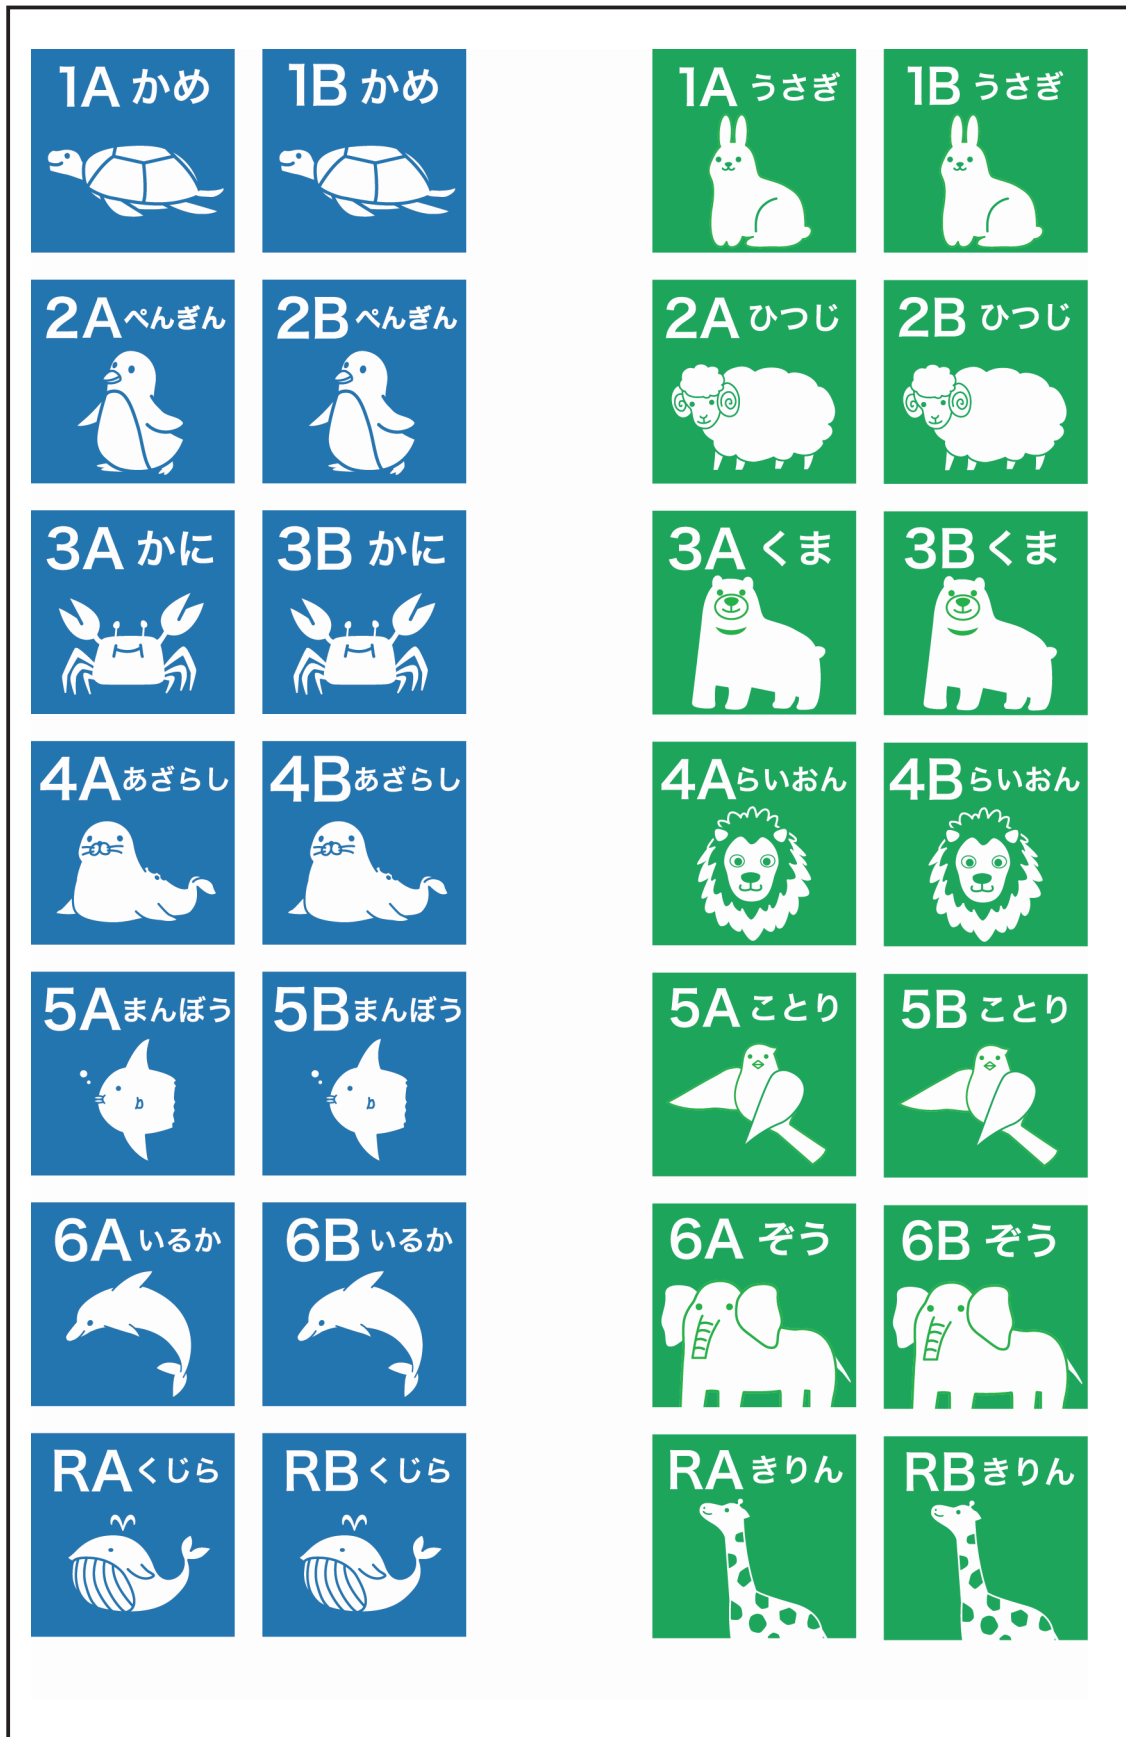 1A かめ
1B かめ
1A うさぎ
1B うさぎ
2A ぺんぎん
2B ぺんぎん
2A ひつじ
2B ひつじ
3A かに
3B かに
3A くま
3B くま
4A あざらし
4B あざらし
4A らいおん
4B らいおん
5A まんぼう
5B まんぼう
5A ことり
5B ことり
6A いるか
6B いるか
6A ぞう
6B ぞう
RA くじら
RB くじら
RA きりん
RB きりん